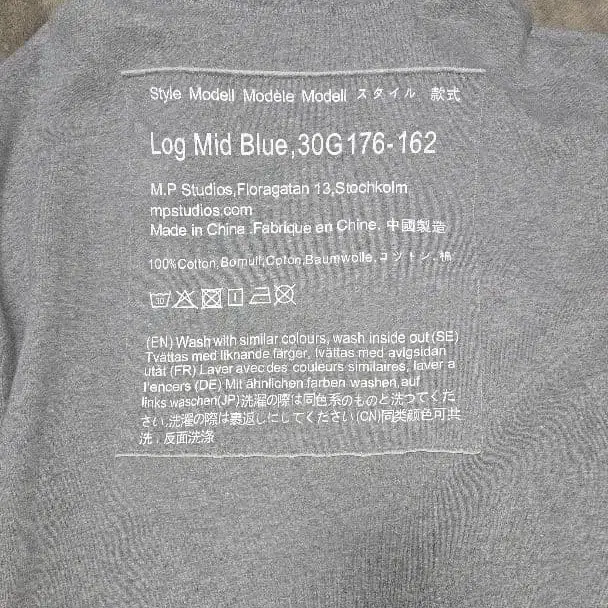 Style Modell Modèle Modell スタイル 款式
Log Mid Blue,30G176-162
M.P Studios,Floragatan 13,Stochkolm
mpstudios.com
Made in China .Fabrique en Chine. 中國製造
100%Cotton,Bomull,Coton,Baumwolle,コットン,棉
30
(EN) Wash with similar colours, wash inside out (SE)
Tvättas med liknande färger, tvättas med avigsidan
utåt (FR) Laver avec des couleurs similaires, laver a
l'encers (DE) Mit ähnlichen farben washen,auf
links waschen(JP)洗濯の際は同色系のものと洗ってくだ
さい,洗濯の際は裏返しにしてください(CN)同类颜色可共
洗，反面洗涤